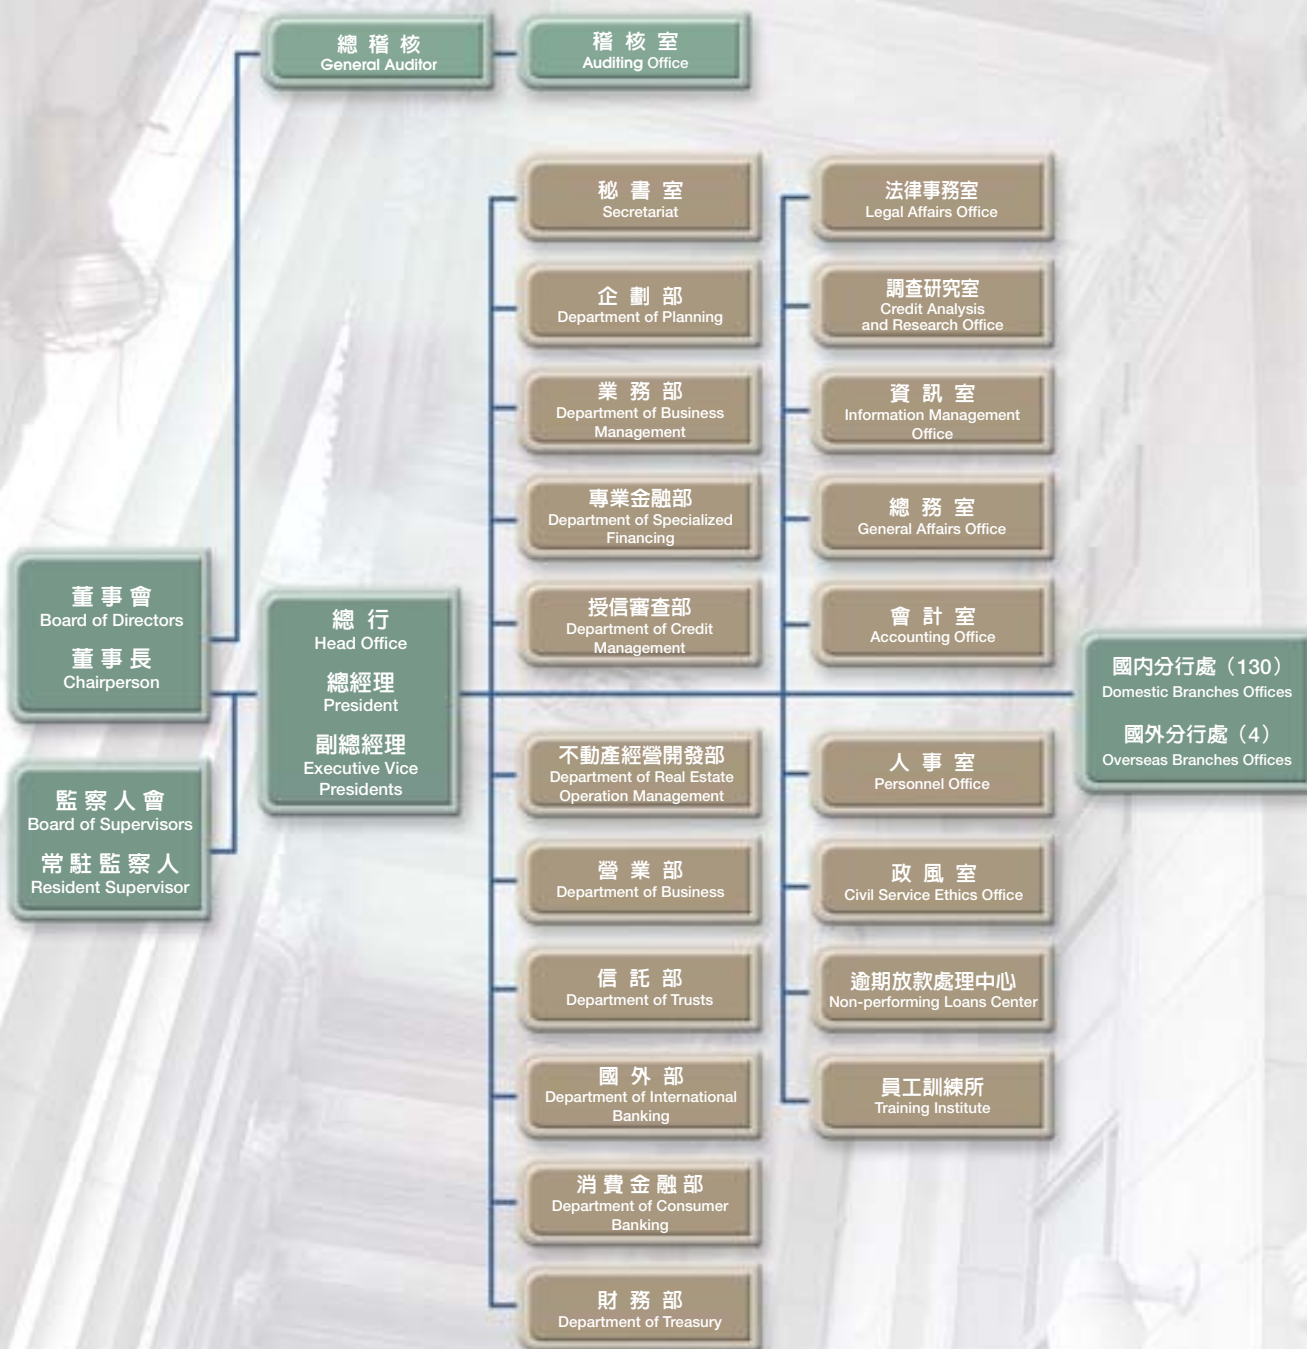 總稽核
General Auditor
稽核室
Auditing Office
秘書室
Secretariat
企劃部
Department of Planning
業務部
Department of Business
Management
專業金融部
Department of Specialized
Financing
授信審查部
Department of Credit
Management
法律事務室
Legal Affairs Office
調查研究室
Credit Analysis
and Research Office
資訊室
Information Management
Office
總務室
General Affairs Office
會計室
Accounting Office
董事會
Board of Directors
董事長
Chairperson
監察人會
Board of Supervisors
常駐監察人
Resident Supervisor
總行
Head Office
總經理
President
副總經理
Executive Vice
Presidents
不動產經營開發部
Department of Real Estate
Operation Management
營業部
Department of Business
信託部
Department of Trusts
國外部
Department of International
Banking
消費金融部
Department of Consumer
Banking
財務部
Department of Treasury
人事室
Personnel Office
政風室
Civil Service Ethics Office
逾期放款處理中心
Non-performing Loans Center
員工訓練所
Training Institute
國內分行處（130）
Domestic Branches Offices
國外分行處（4）
Overseas Branches Offices